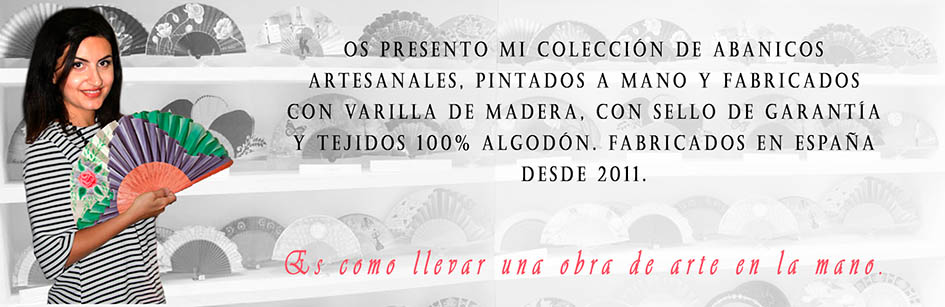 OS PRESENTO MI COLECCIÓN DE ABANICOS
ARTESANALES, PINTADOS A MANO Y FABRICADOS
CON VARILLA DE MADERA, CON SELLO DE GARANTÍA
Y TEJIDOS 100% ALGODÓN. FABRICADOS EN ESPAÑA
DESDE 2011.
Es como llevar una obra de arte en la mano.